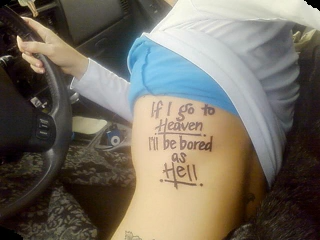 If I go to
Heaven
I'll be bored
as
Hell